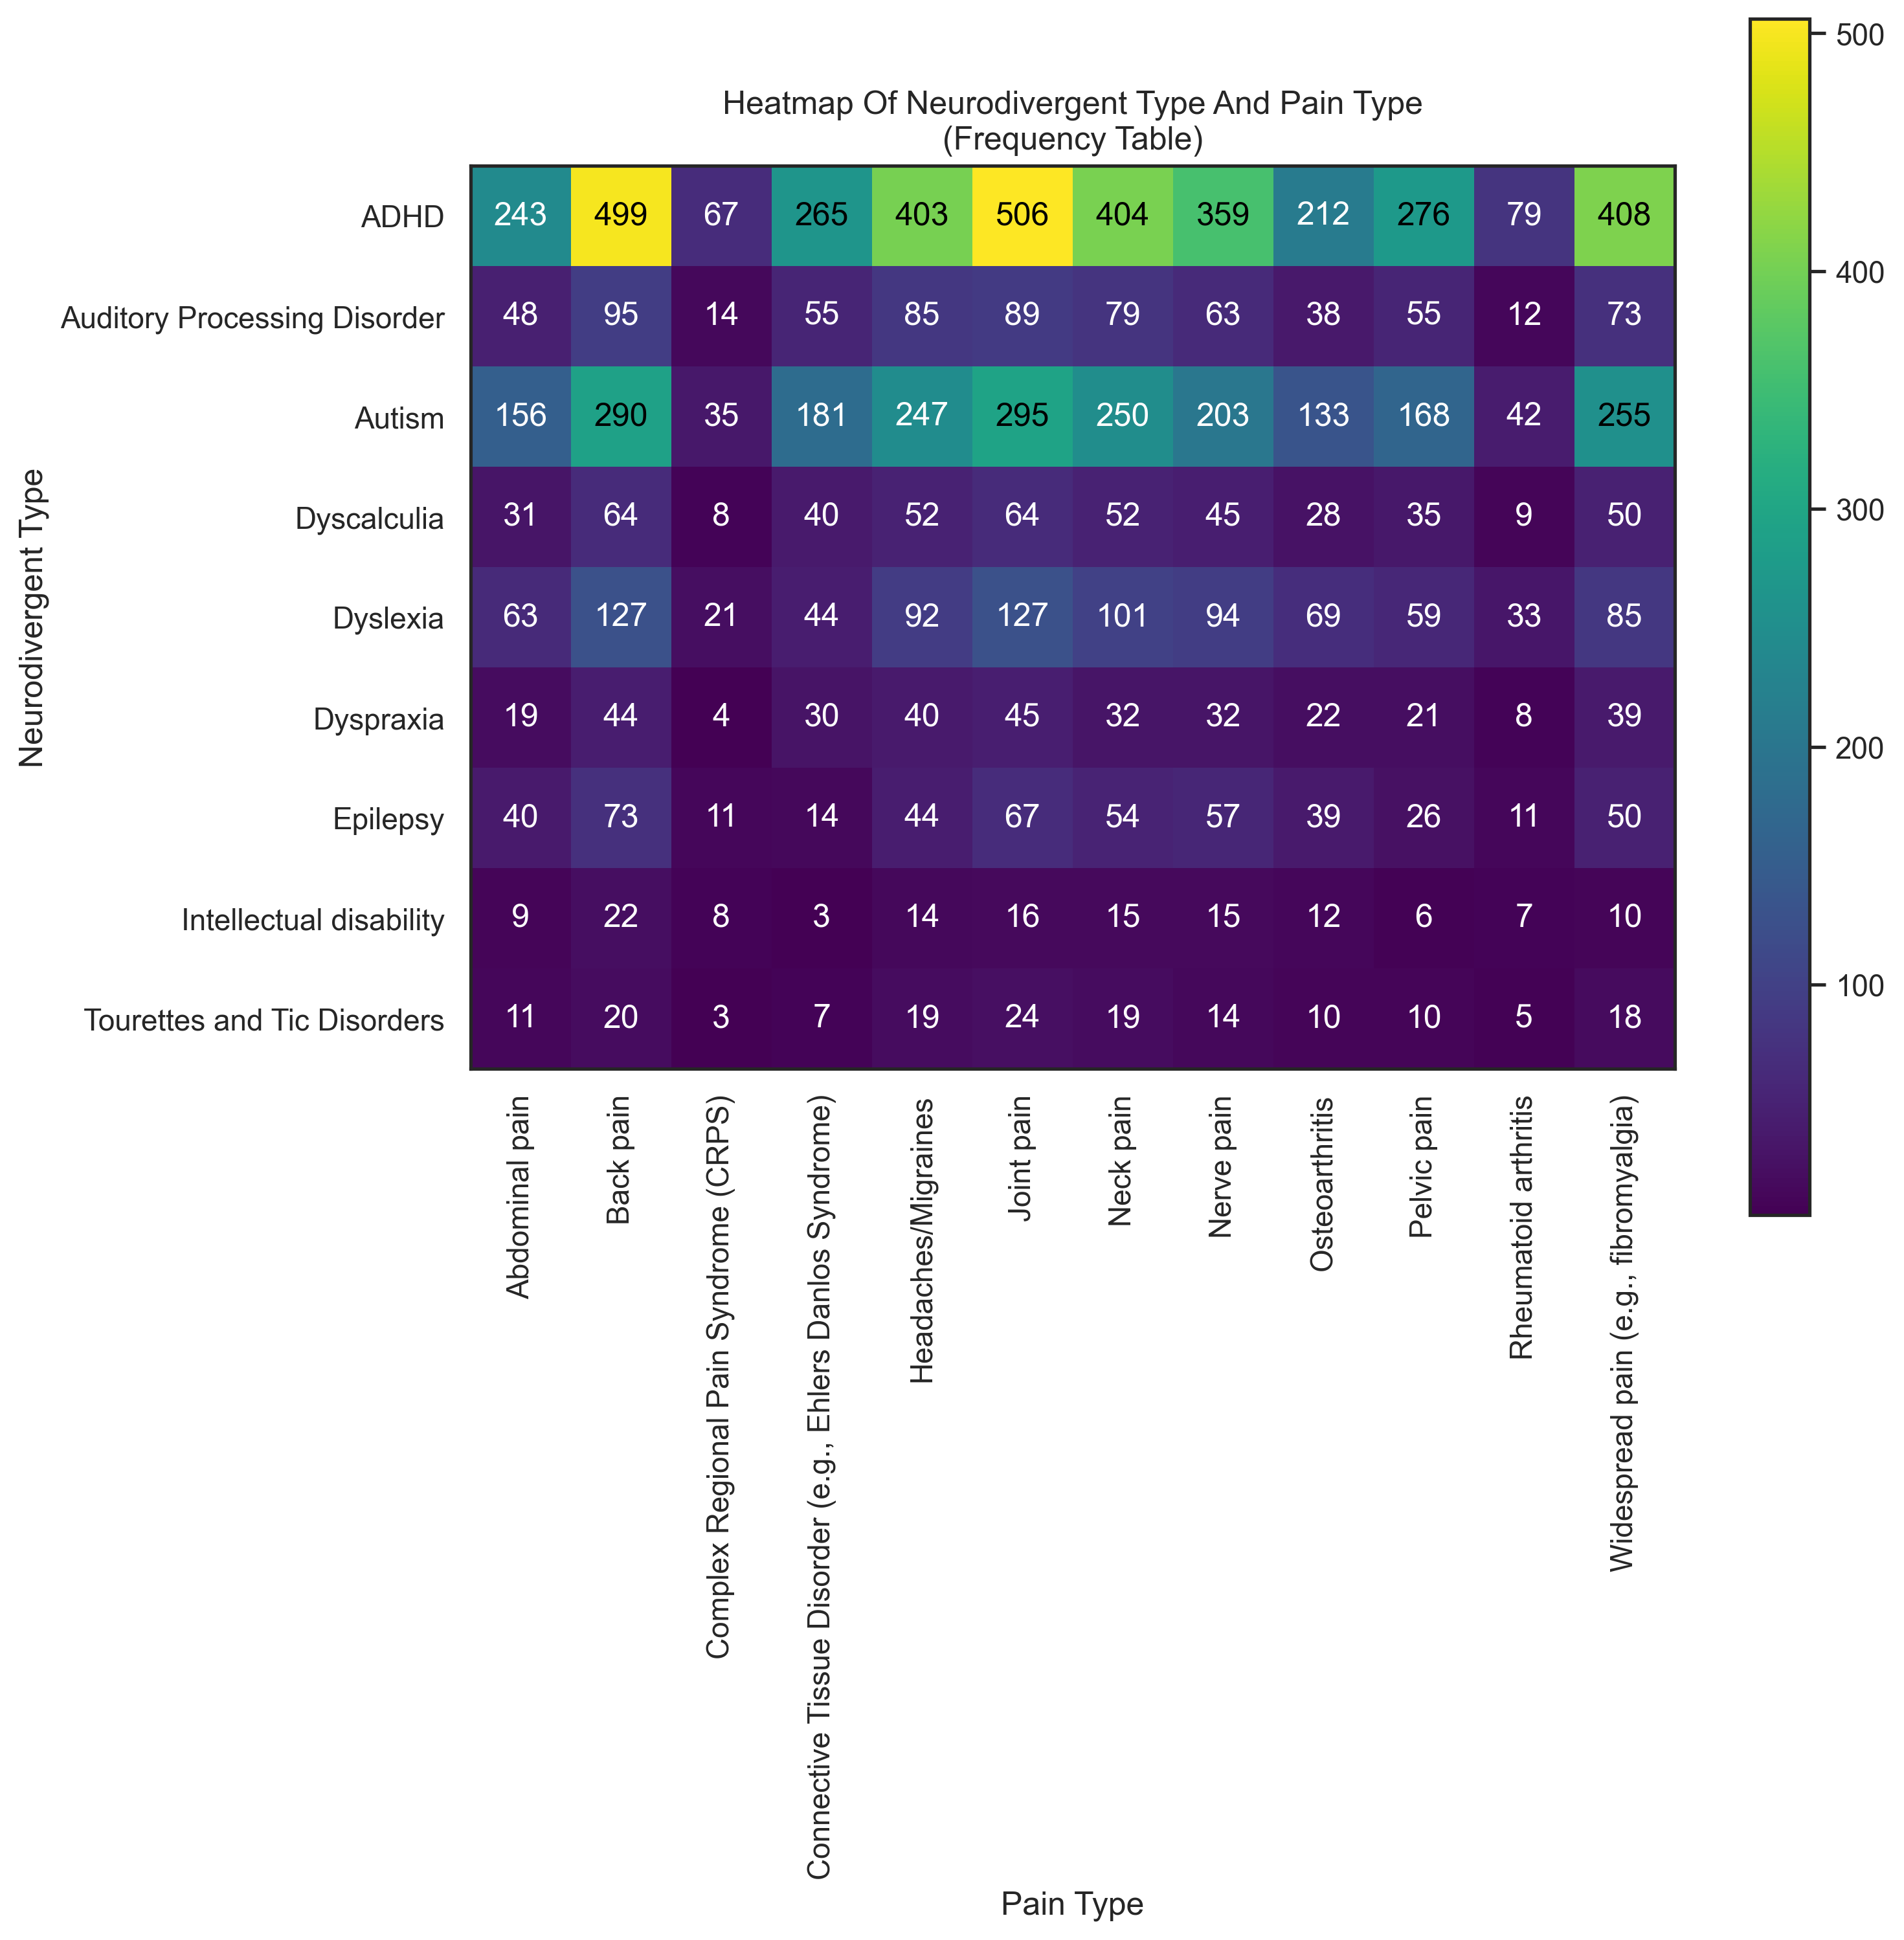 Heatmap Of Neurodivergent Type And Pain Type
(Frequency Table)
Neurodivergent Type
ADHD 243 499 67 265 403 506 404 359 212 276 79 408
Auditory Processing Disorder 48 95 14 55 85 89 79 63 38 55 12 73
Autism 156 290 35 181 247 295 250 203 133 168 42 255
Dyscalculia 31 64 8 40 52 64 52 45 28 35 9 50
Dyslexia 63 127 21 44 92 127 101 94 69 59 33 85
Dyspraxia 19 44 4 30 40 45 32 32 22 21 8 39
Epilepsy 40 73 11 14 44 67 54 57 39 26 11 50
Intellectual disability 9 22 8 3 14 16 15 15 12 6 7 10
Tourettes and Tic Disorders 11 20 3 7 19 24 19 14 10 10 5 18
Abdominal pain
Back pain
Complex Regional Pain Syndrome (CRPS)
Connective Tissue Disorder (e.g., Ehlers Danlos Syndrome)
Headaches/Migraines
Joint pain
Neck pain
Nerve pain
Osteoarthritis
Pelvic pain
Rheumatoid arthritis
Widespread pain (e.g., fibromyalgia)
Pain Type
500
400
300
200
100